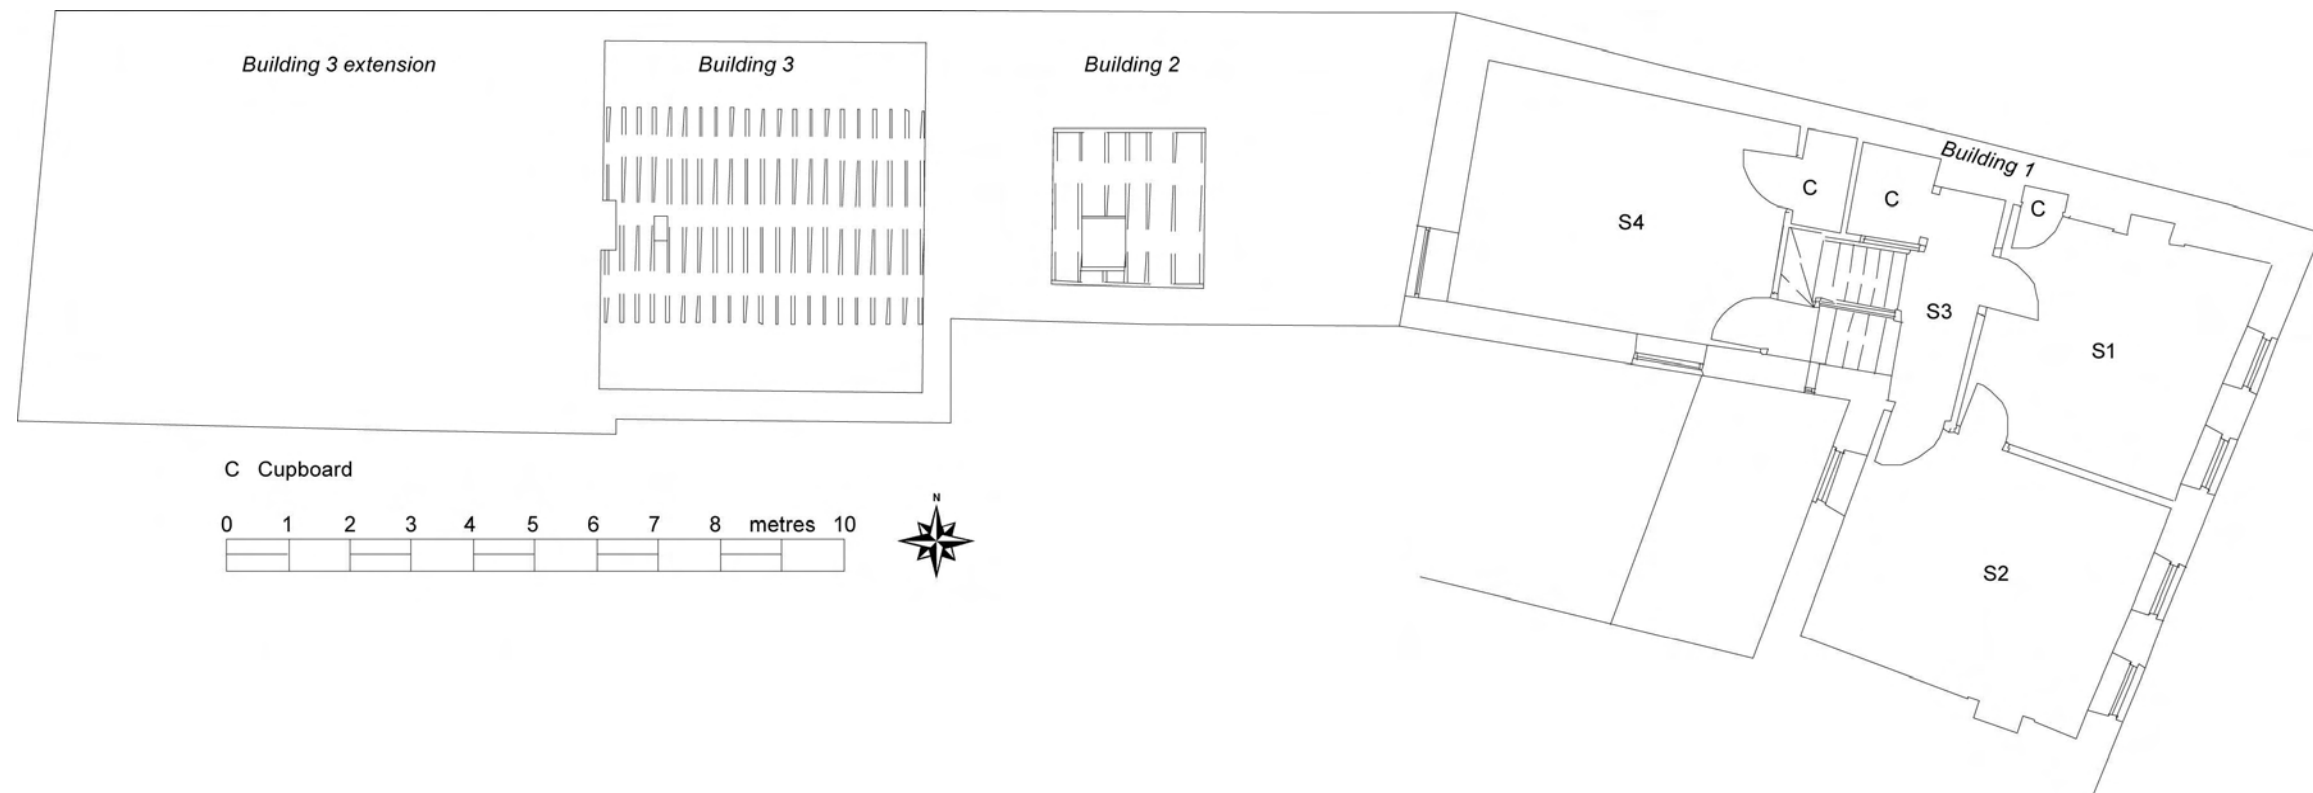 Building 3 extension
Building 3
Building 2
Building 1
C
C
C
S4
S3
S1
S2
C Cupboard
0 1 2 3 4 5 6 7 8 metres 10
N